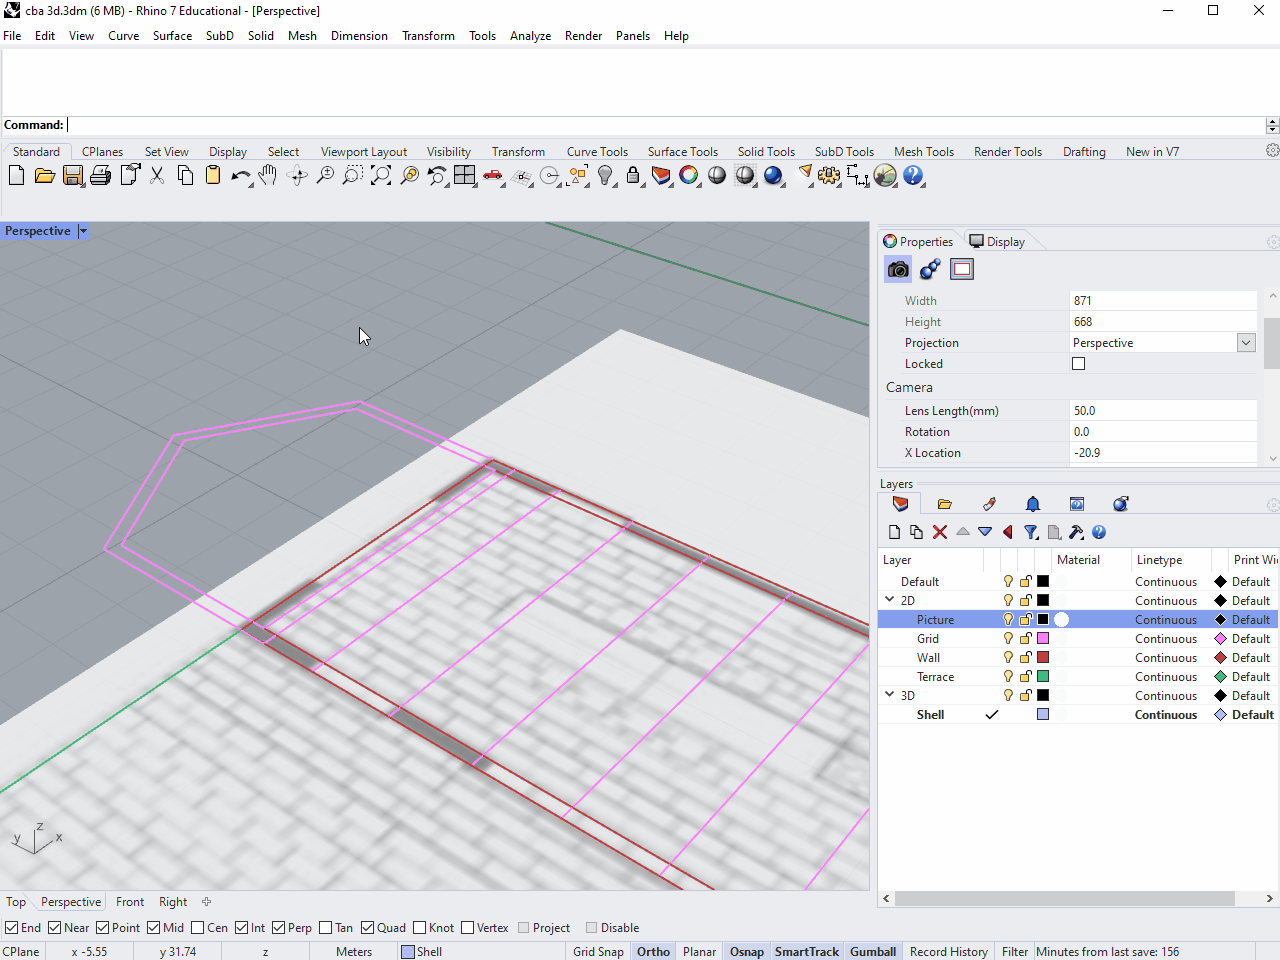 cba 3d.3dm (6 MB) - Rhino 7 Educational - [Perspective]
File Edit View Curve Surface SubD Solid Mesh Dimension Transform Tools Analyze Render Panels Help
Command:
Standard CPlanes Set View Display Select Viewport Layout Visibility Transform Curve Tools Surface Tools Solid Tools SubD Tools Mesh Tools Render Tools Drafting New in V7
Perspective
Properties Display
Width 871
Height 668
Projection Perspective
Locked
Camera
Lens Length(mm) 50.0
Rotation 0.0
X Location -20.9
Layers
Layer Material Linetype Print Wi
Default Continuous Default
2D Continuous Default
Picture Continuous Default
Grid Continuous Default
Wall Continuous Default
Terrace Continuous Default
3D Continuous Default
Shell Continuous Default
z
y x
Top Perspective Front Right
End Near Point Mid Cen Int Perp Tan Quad Knot Vertex Project Disable
CPlane x -5.55 y 31.74 z Meters Shell Grid Snap Ortho Planar Osnap SmartTrack Gumball Record History Filter Minutes from last save: 156